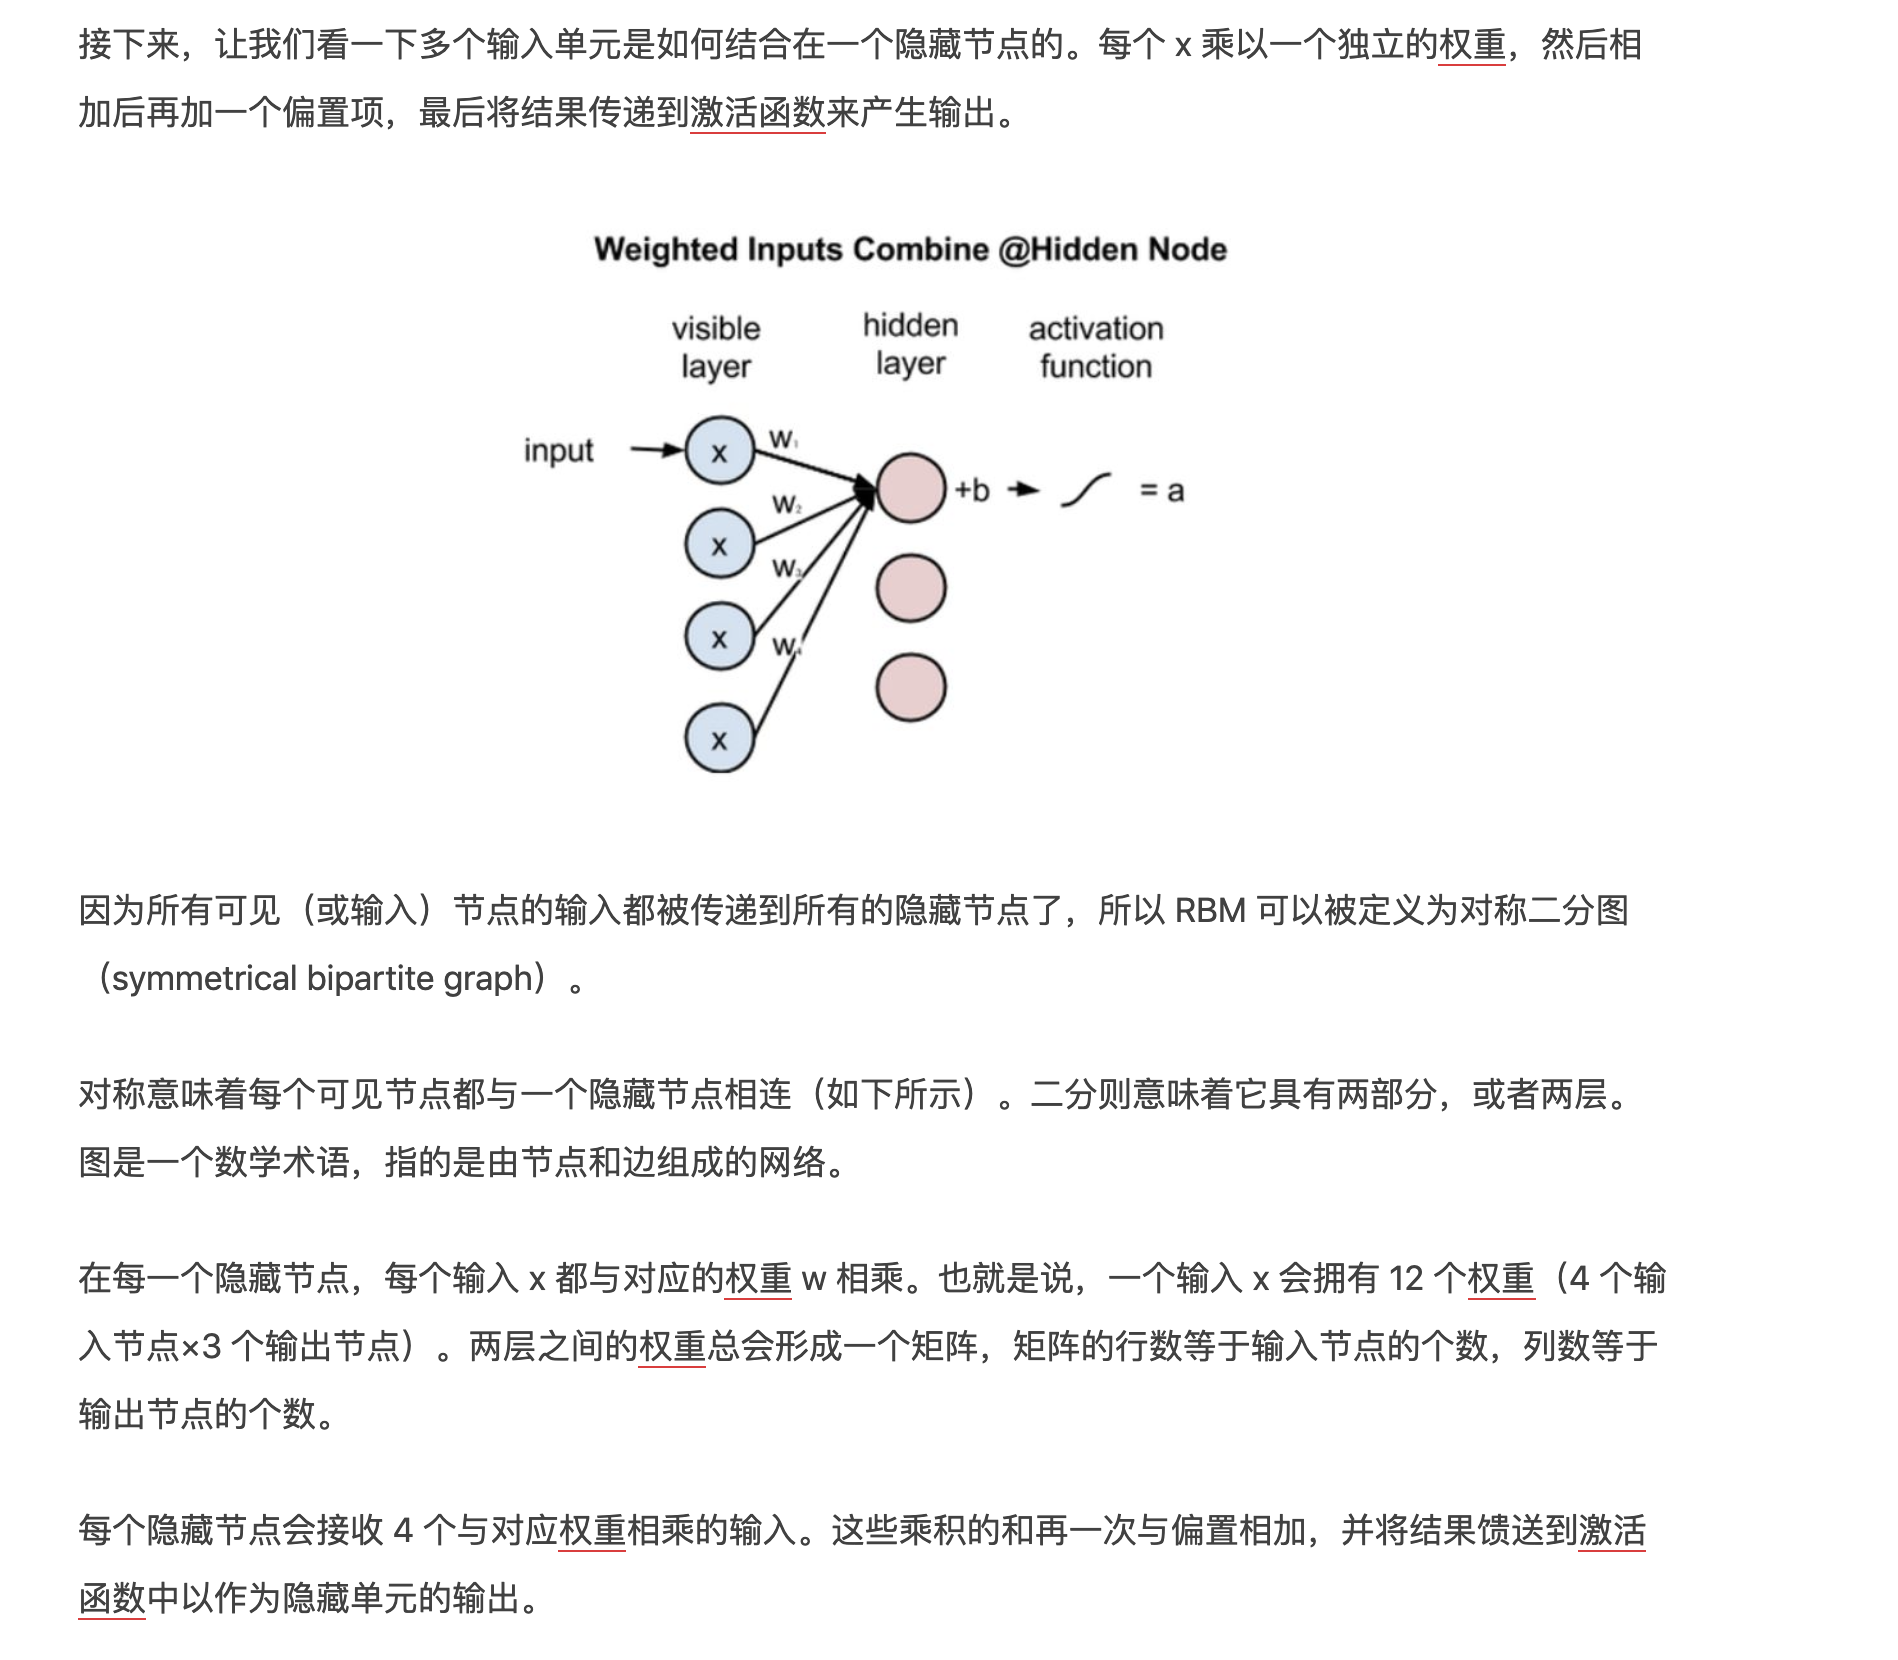 接下来，让我们看一下多个输入单元是如何结合在一个隐藏节点的。每个 x 乘以一个独立的权重，然后相
加后再加一个偏置项，最后将结果传递到激活函数来产生输出。
Weighted Inputs Combine @Hidden Node
visible layer
hidden layer
activation function
input
x
w₁
+b
= a
w₂
x
w₃
x
w₄
x
因为所有可见（或输入）节点的输入都被传递到所有的隐藏节点了，所以 RBM 可以被定义为对称二分图
（symmetrical bipartite graph）。
对称意味着每个可见节点都与一个隐藏节点相连（如下所示）。二分则意味着它具有两部分，或者两层。
图是一个数学术语，指的是由节点和边组成的网络。
在每一个隐藏节点，每个输入 x 都与对应的权重 w 相乘。也就是说，一个输入 x 会拥有 12 个权重（4 个输
入节点×3 个输出节点）。两层之间的权重总会形成一个矩阵，矩阵的行数等于输入节点的个数，列数等于
输出节点的个数。
每个隐藏节点会接收 4 个与对应权重相乘的输入。这些乘积的和再一次与偏置相加，并将结果馈送到激活
函数中以作为隐藏单元的输出。